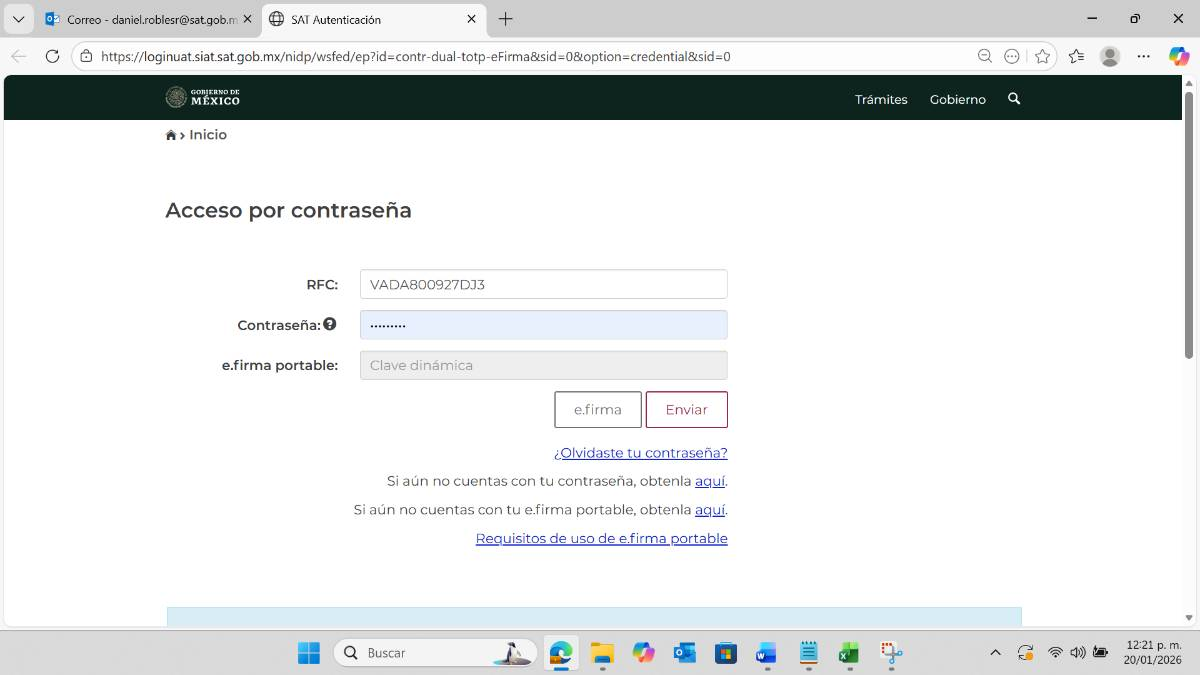 Correo - daniel.roblesr@sat.gob.m
SAT Autenticación
https://loginuat.siat.sat.gob.mx/nidp/wsfed/ep?id=contr-dual-totp-eFirma&sid=0&option=credential&sid=0
GOBIERNO DE
MÉXICO
Trámites
Gobierno
Inicio
Acceso por contraseña
RFC:
VADA800927DJ3
Contraseña:
•••••••••
e.firma portable:
Clave dinámica
e.firma
Enviar
¿Olvidaste tu contraseña?
Si aún no cuentas con tu contraseña, obtenla aquí.
Si aún no cuentas con tu e.firma portable, obtenla aquí.
Requisitos de uso de e.firma portable
Buscar
12:21 p. m.
20/01/2026